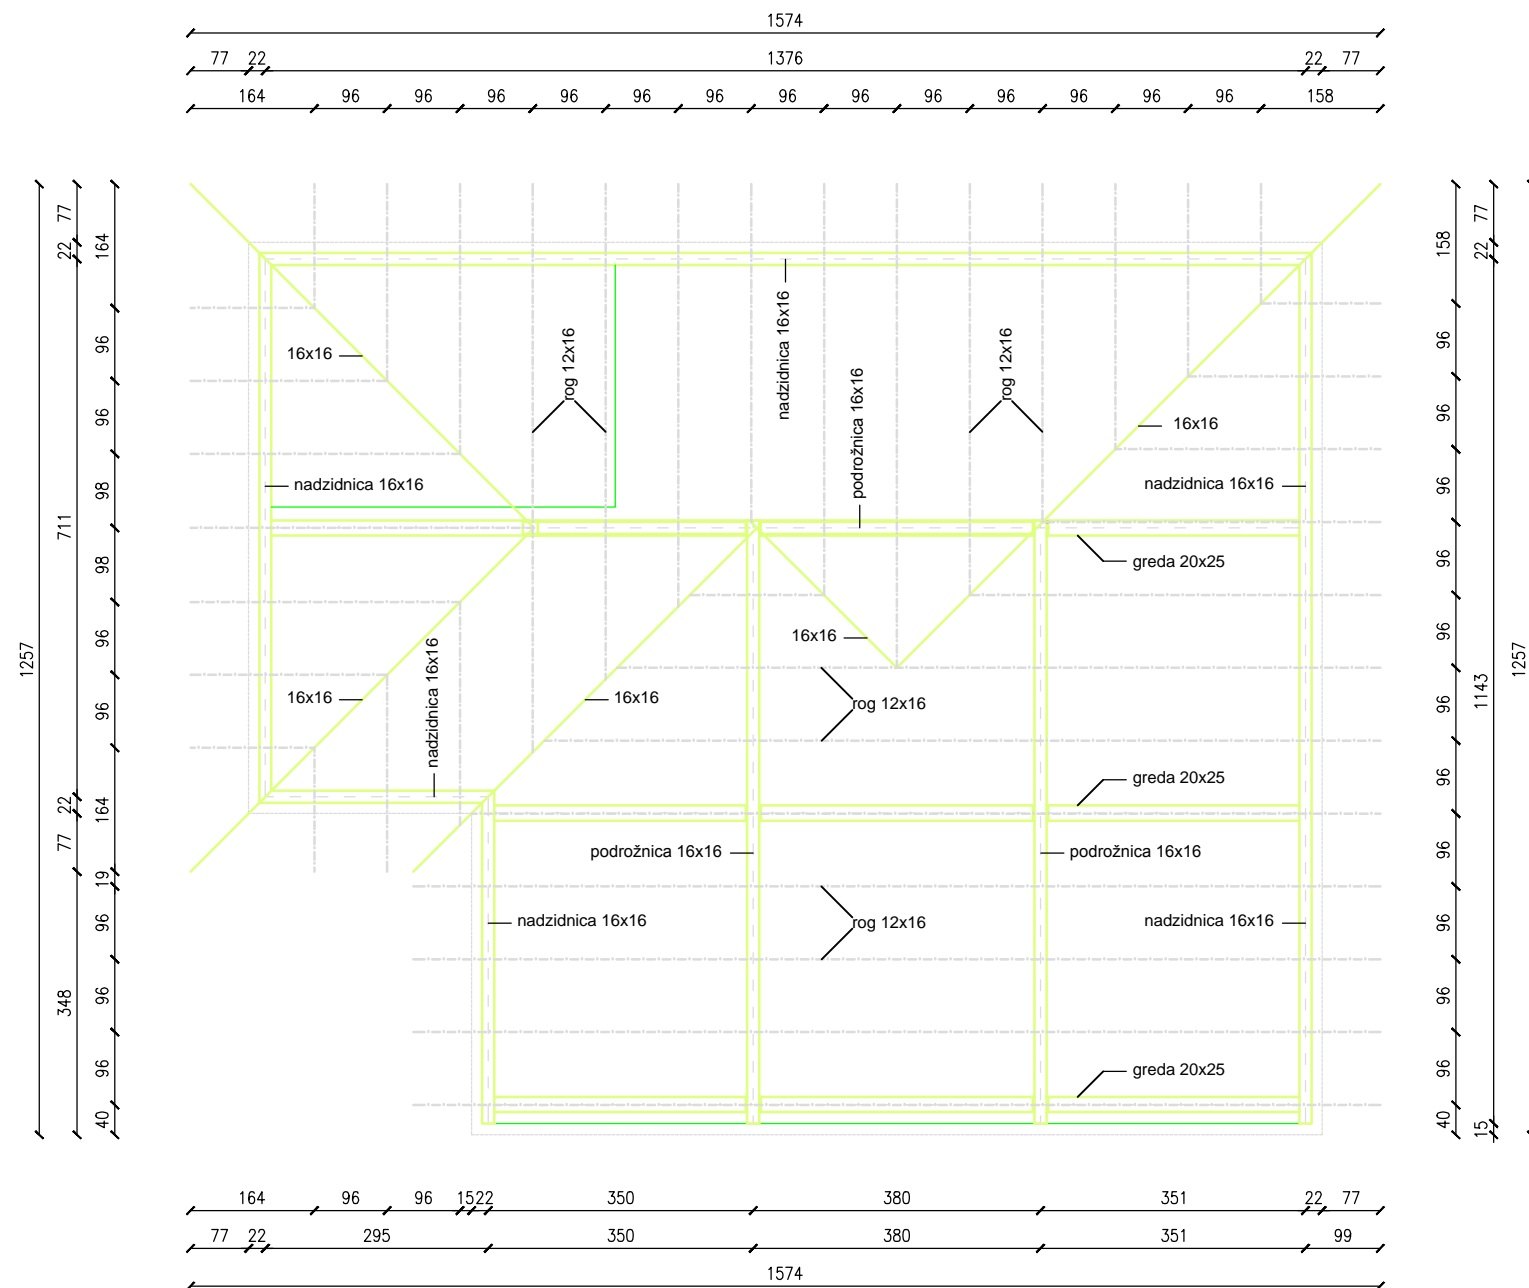 1574
77 22 1376 22 77
164 96 96 96 96 96 96 96 96 96 96 96 96 96 158
1257
77 22 711 22 77 348
164 96 96 98 98 96 96 164 19 96 96 96 40
158 96 96 96 96 96 96 96 96 96 96 40
77 22 1143 15
1257
16x16
rog 12x16
nadzidnica 16x16
podrožnica 16x16
rog 12x16
16x16
nadzidnica 16x16
nadzidnica 16x16
greda 20x25
16x16
nadzidnica 16x16
16x16
16x16
rog 12x16
greda 20x25
podrožnica 16x16
podrožnica 16x16
nadzidnica 16x16
rog 12x16
nadzidnica 16x16
greda 20x25
164 96 96 15 22 350 380 351 22 77
77 22 295 350 380 351 99
1574